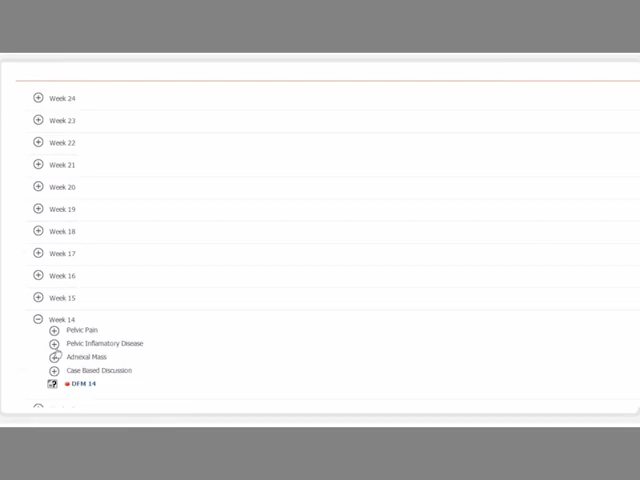 Week 24
Week 23
Week 22
Week 21
Week 20
Week 19
Week 18
Week 17
Week 16
Week 15
Week 14
Pelvic Pain
Pelvic Inflamatory Disease
Adnexal Mass
Case Based Discussion
DFM 14